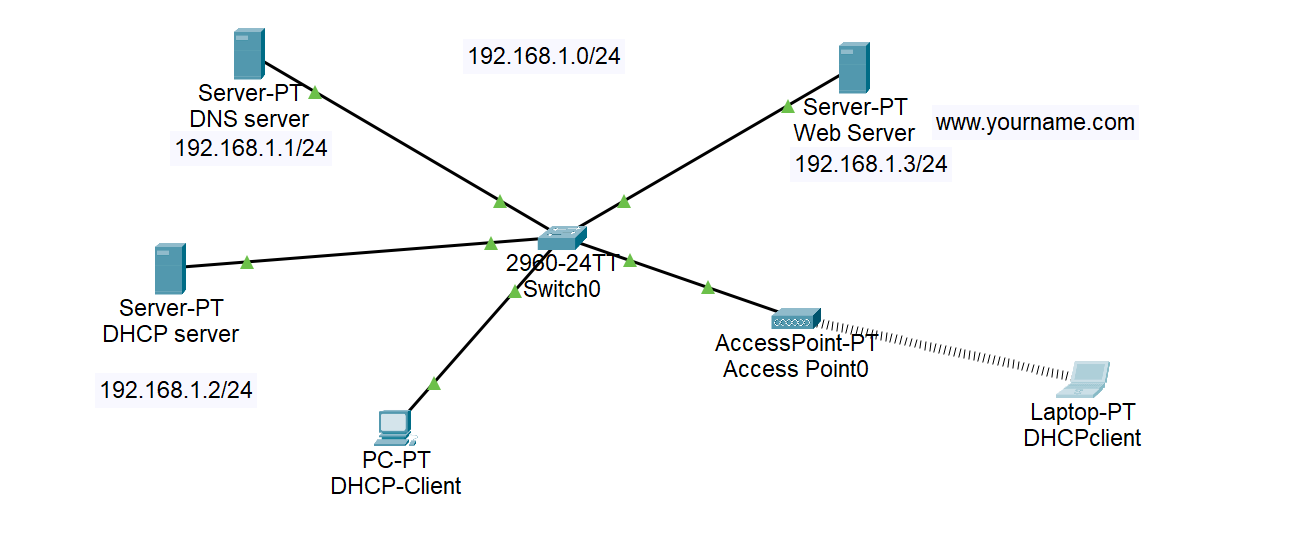 192.168.1.0/24
Server-PT
DNS server
192.168.1.1/24
Server-PT
Web Server
www.yourname.com
192.168.1.3/24
2960-24TT
Switch0
Server-PT
DHCP server
192.168.1.2/24
AccessPoint-PT
Access Point0
Laptop-PT
DHCPclient
PC-PT
DHCP-Client